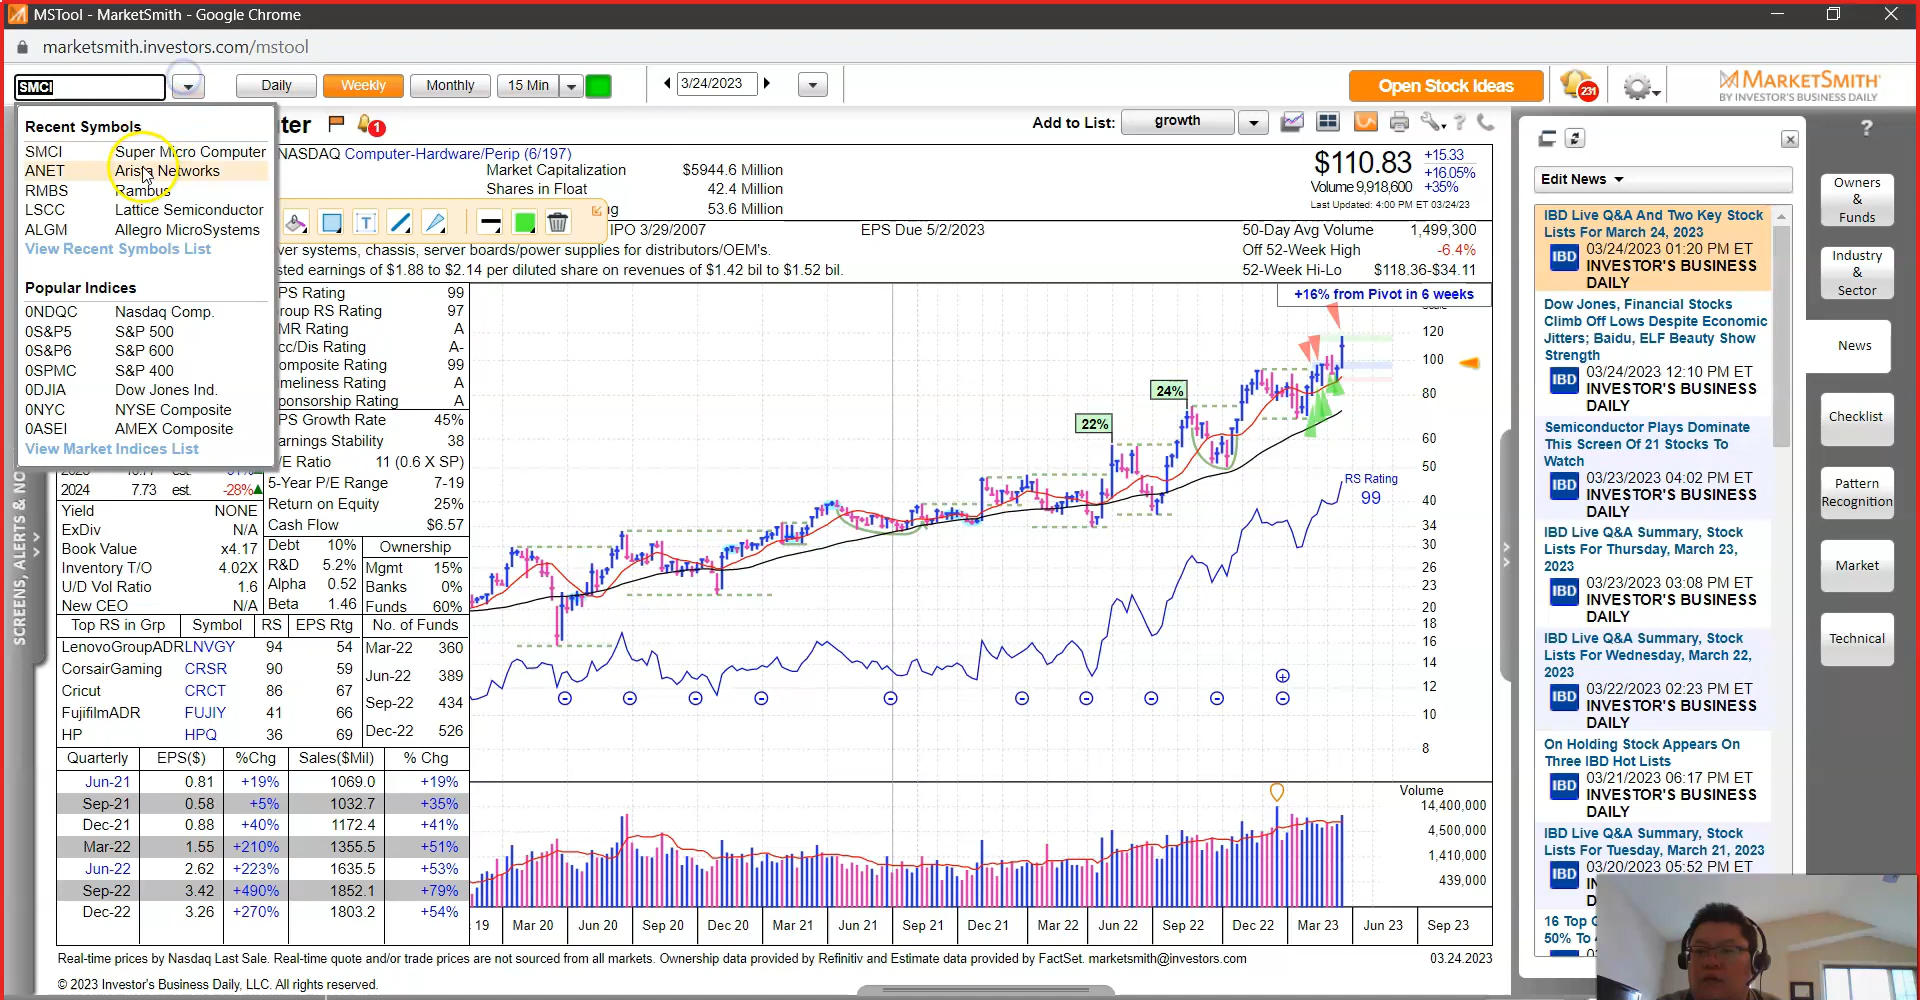 MSTool - MarketSmith - Google Chrome
marketsmith.investors.com/mstool
SMCI
Daily
Weekly
Monthly
15 Min
3/24/2023
Open Stock Ideas
231
MARKETSMITH
BY INVESTOR'S BUSINESS DAILY
Recent Symbols
SMCI Super Micro Computer
ANET Arista Networks
RMBS Rambus
LSCC Lattice Semiconductor
ALGM Allegro MicroSystems
View Recent Symbols List
Popular Indices
0NDQC Nasdaq Comp.
0S&P5 S&P 500
0S&P6 S&P 600
0SPMC S&P 400
0DJIA Dow Jones Ind.
0NYC NYSE Composite
0ASEI AMEX Composite
View Market Indices List
ter
1
Add to List:
growth
NASDAQ Computer-Hardware/Perip (6/197)
Market Capitalization $5944.6 Million
Shares in Float 42.4 Million
g 53.6 Million
IPO 3/29/2007
EPS Due 5/2/2023
$110.83
+15.33
+16.05%
Volume 9,918,600 +35%
Last Updated: 4:00 PM ET 03/24/23
50-Day Avg Volume 1,499,300
Off 52-Week High -6.4%
52-Week Hi-Lo $118.36-$34.11
ver systems, chassis, server boards/power supplies for distributors/OEM's.
sted earnings of $1.88 to $2.14 per diluted share on revenues of $1.42 bil to $1.52 bil.
PS Rating 99
roup RS Rating 97
MR Rating A
cc/Dis Rating A-
omposite Rating 99
imeliness Rating A
ponsorship Rating A
PS Growth Rate 45%
arnings Stability 38
/E Ratio 11 (0.6 X SP)
5-Year P/E Range 7-19
Return on Equity 25%
Cash Flow $6.57
2024 7.73 est. -28%
Yield NONE
ExDiv N/A
Book Value x4.17
Inventory T/O 4.02X
U/D Vol Ratio 1.6
New CEO N/A
Debt 10%
R&D 5.2%
Alpha 0.52
Beta 1.46
Ownership
Mgmt 15%
Banks 0%
Funds 60%
Top RS in Grp Symbol RS EPS Rtg
LenovoGroupADR LNVGY 94 54
CorsairGaming CRSR 90 59
Cricut CRCT 86 67
FujifilmADR FUJIY 41 66
HP HPQ 36 69
No. of Funds
Mar-22 360
Jun-22 389
Sep-22 434
Dec-22 526
Quarterly EPS($) %Chg Sales($Mil) % Chg
Jun-21 0.81 +19% 1069.0 +19%
Sep-21 0.58 +5% 1032.7 +35%
Dec-21 0.88 +40% 1172.4 +41%
Mar-22 1.55 +210% 1355.5 +51%
Jun-22 2.62 +223% 1635.5 +53%
Sep-22 3.42 +490% 1852.1 +79%
Dec-22 3.26 +270% 1803.2 +54%
+16% from Pivot in 6 weeks
22%
24%
120
100
80
60
50
40
34
30
26
23
20
18
16
14
12
10
8
RS Rating
99
Volume
14,400,000
4,500,000
1,410,000
439,000
19 Mar 20 Jun 20 Sep 20 Dec 20 Mar 21 Jun 21 Sep 21 Dec 21 Mar 22 Jun 22 Sep 22 Dec 22 Mar 23 Jun 23 Sep 23
Real-time prices by Nasdaq Last Sale. Real-time quote and/or trade prices are not sourced from all markets. Ownership data provided by Refinitiv and Estimate data provided by FactSet. marketsmith@investors.com
03.24.2023
© 2023 Investor's Business Daily, LLC. All rights reserved.
SCREENS, ALERTS & NO
Edit News
IBD Live Q&A And Two Key Stock
Lists For March 24, 2023
IBD
03/24/2023 01:20 PM ET
INVESTOR'S BUSINESS
DAILY
Dow Jones, Financial Stocks
Climb Off Lows Despite Economic
Jitters; Baidu, ELF Beauty Show
Strength
IBD
03/24/2023 12:10 PM ET
INVESTOR'S BUSINESS
DAILY
Semiconductor Plays Dominate
This Screen Of 21 Stocks To
Watch
IBD
03/23/2023 04:02 PM ET
INVESTOR'S BUSINESS
DAILY
IBD Live Q&A Summary, Stock
Lists For Thursday, March 23,
2023
IBD
03/23/2023 03:08 PM ET
INVESTOR'S BUSINESS
DAILY
IBD Live Q&A Summary, Stock
Lists For Wednesday, March 22,
2023
IBD
03/22/2023 02:23 PM ET
INVESTOR'S BUSINESS
DAILY
On Holding Stock Appears On
Three IBD Hot Lists
IBD
03/21/2023 06:17 PM ET
INVESTOR'S BUSINESS
DAILY
IBD Live Q&A Summary, Stock
Lists For Tuesday, March 21, 2023
IBD
03/20/2023 05:52 PM ET
16 Top
50% To
Owners
&
Funds
Industry
&
Sector
News
Checklist
Pattern
Recognition
Market
Technical